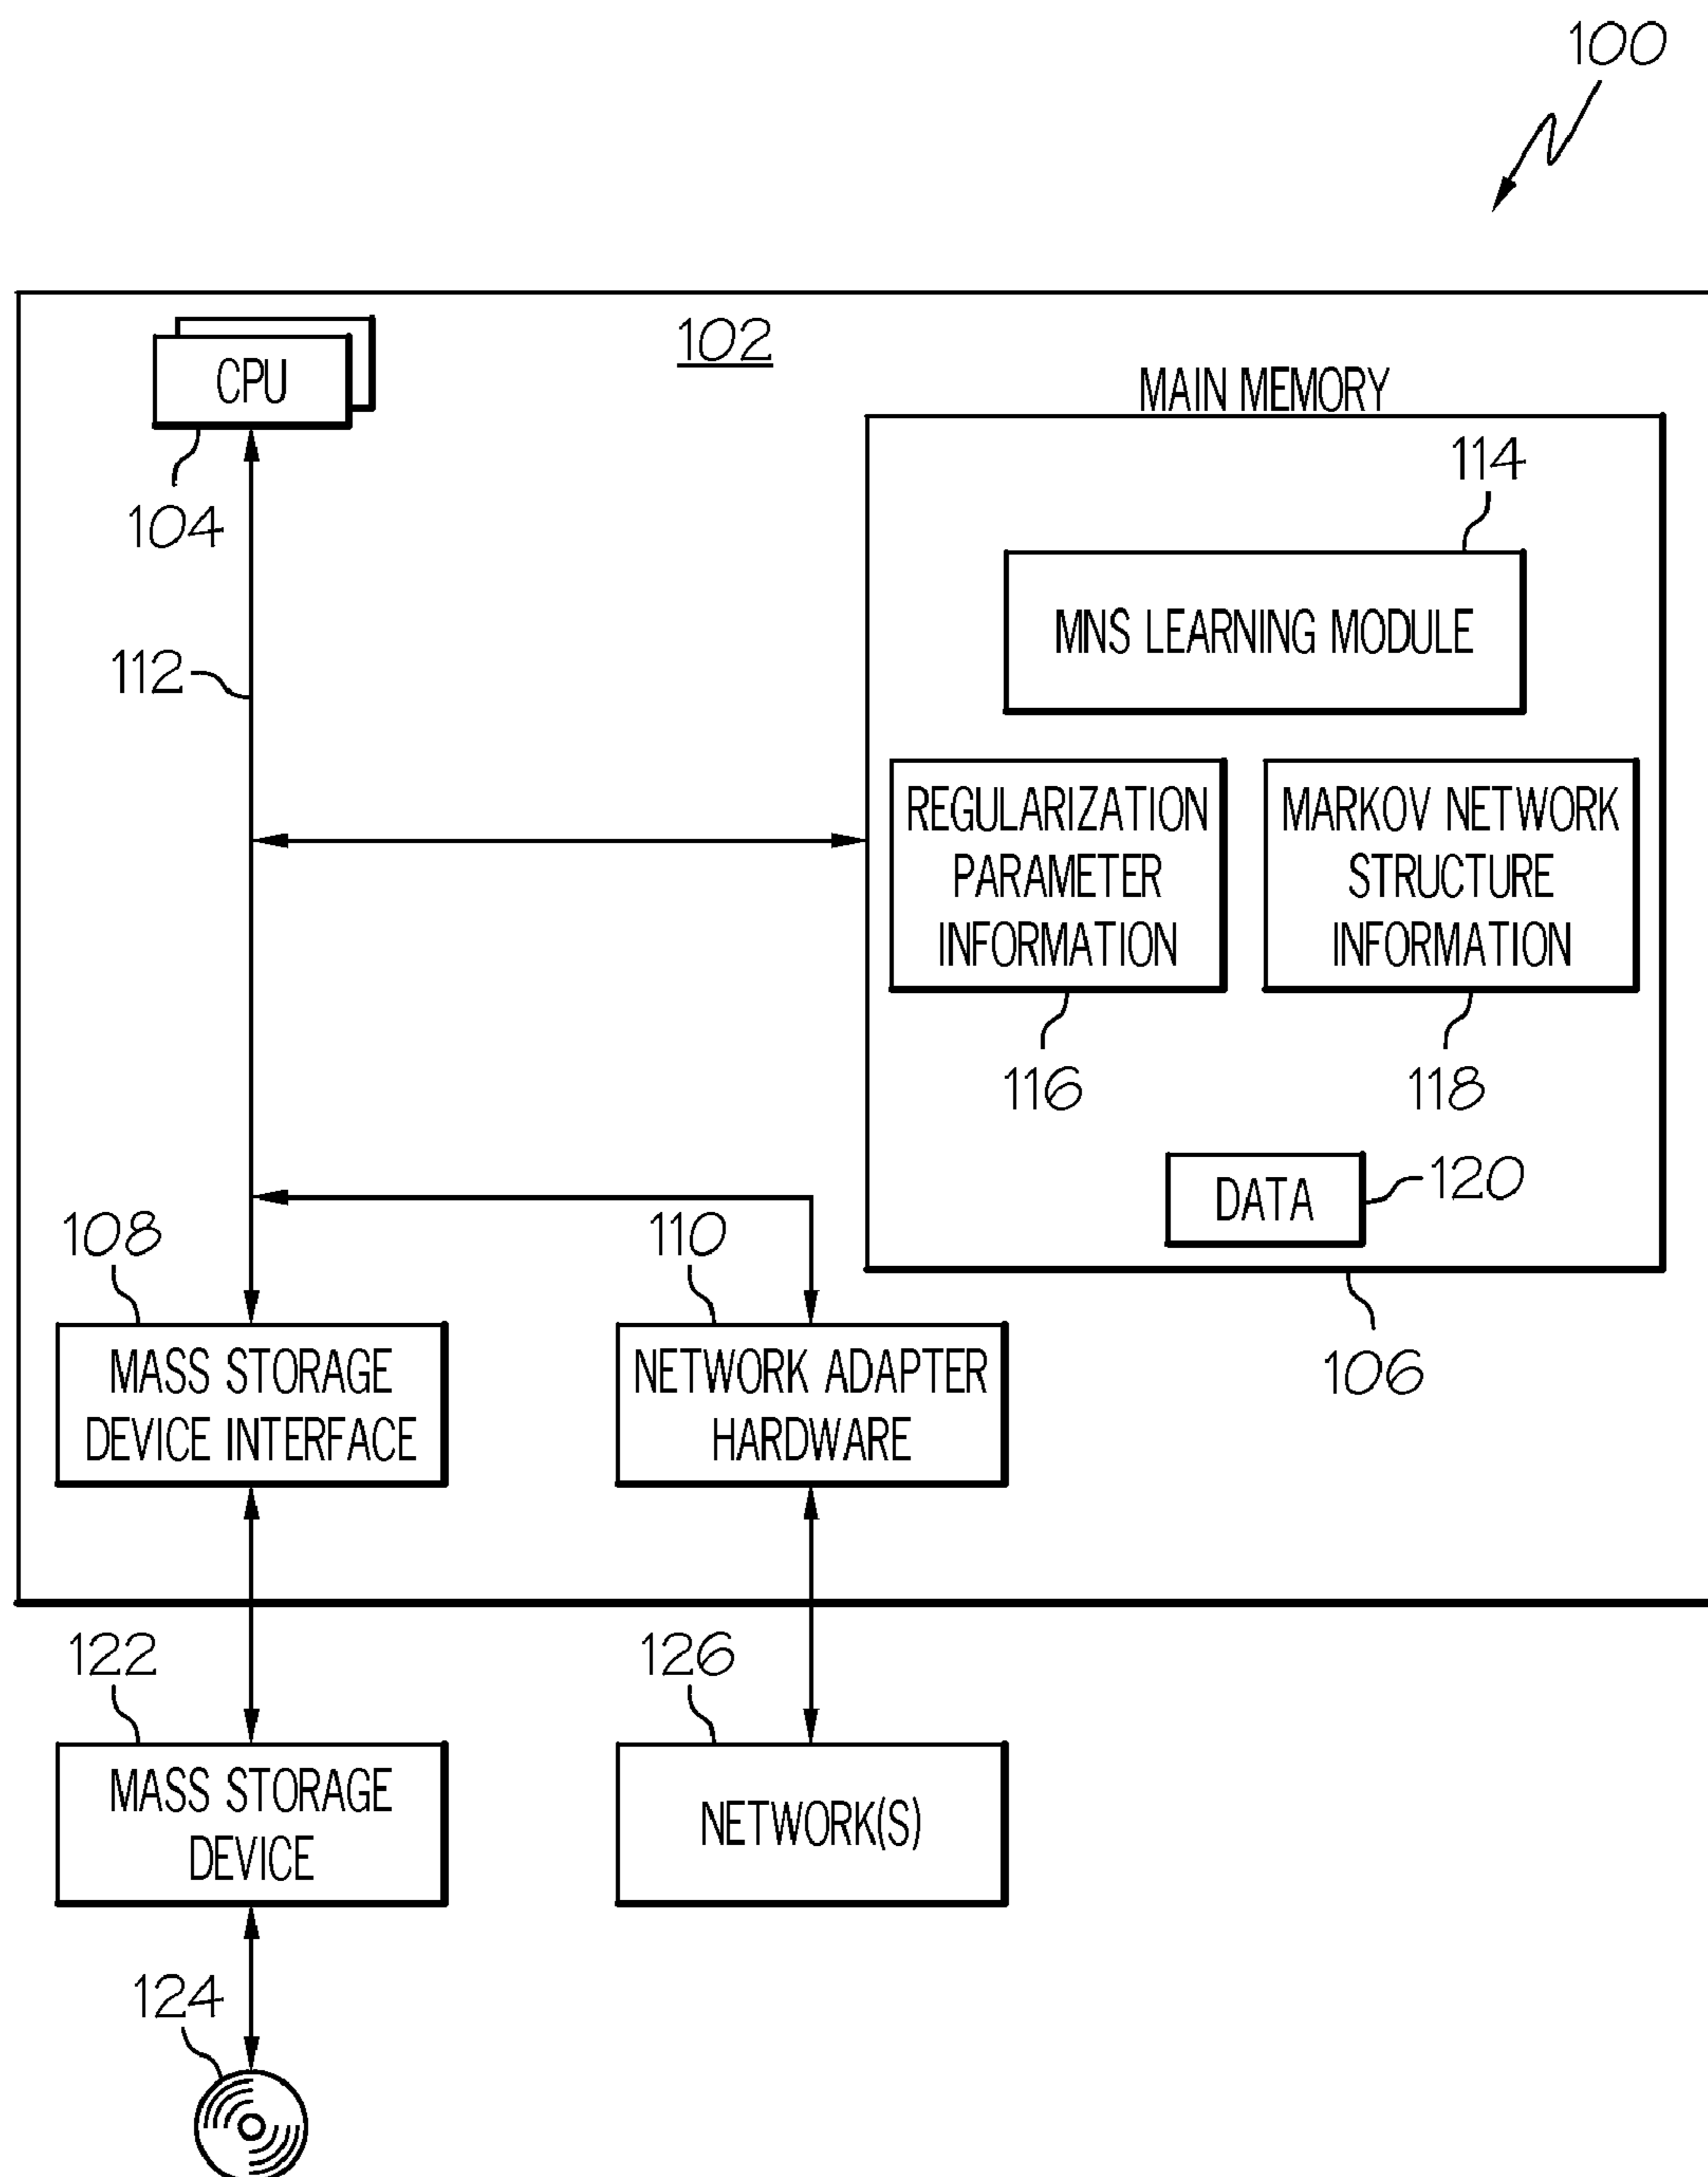 100
102
CPU
104
MAIN MEMORY
114
MNS LEARNING MODULE
112
REGULARIZATION
PARAMETER
INFORMATION
116
MARKOV NETWORK
STRUCTURE
INFORMATION
118
DATA
120
106
108
MASS STORAGE
DEVICE INTERFACE
110
NETWORK ADAPTER
HARDWARE
122
MASS STORAGE
DEVICE
126
NETWORK(S)
124